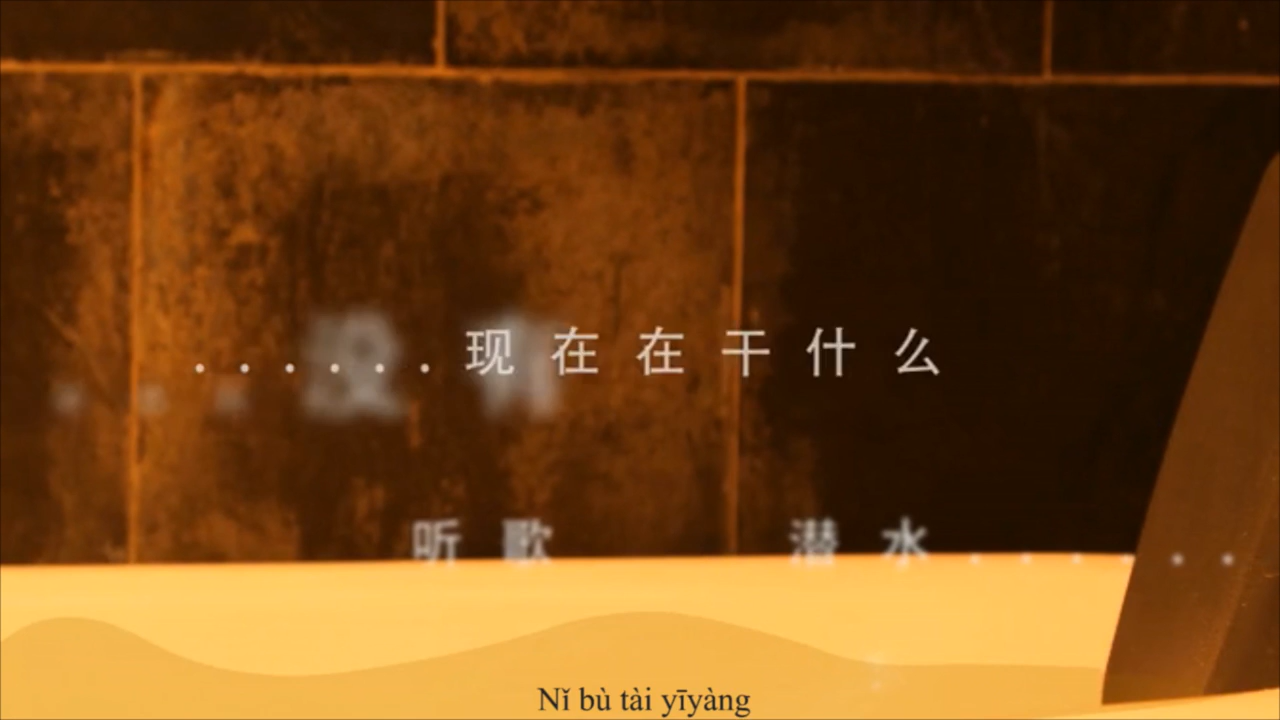 ......现在在干什么
听歌 潜水......
Nǐ bù tài yīyàng